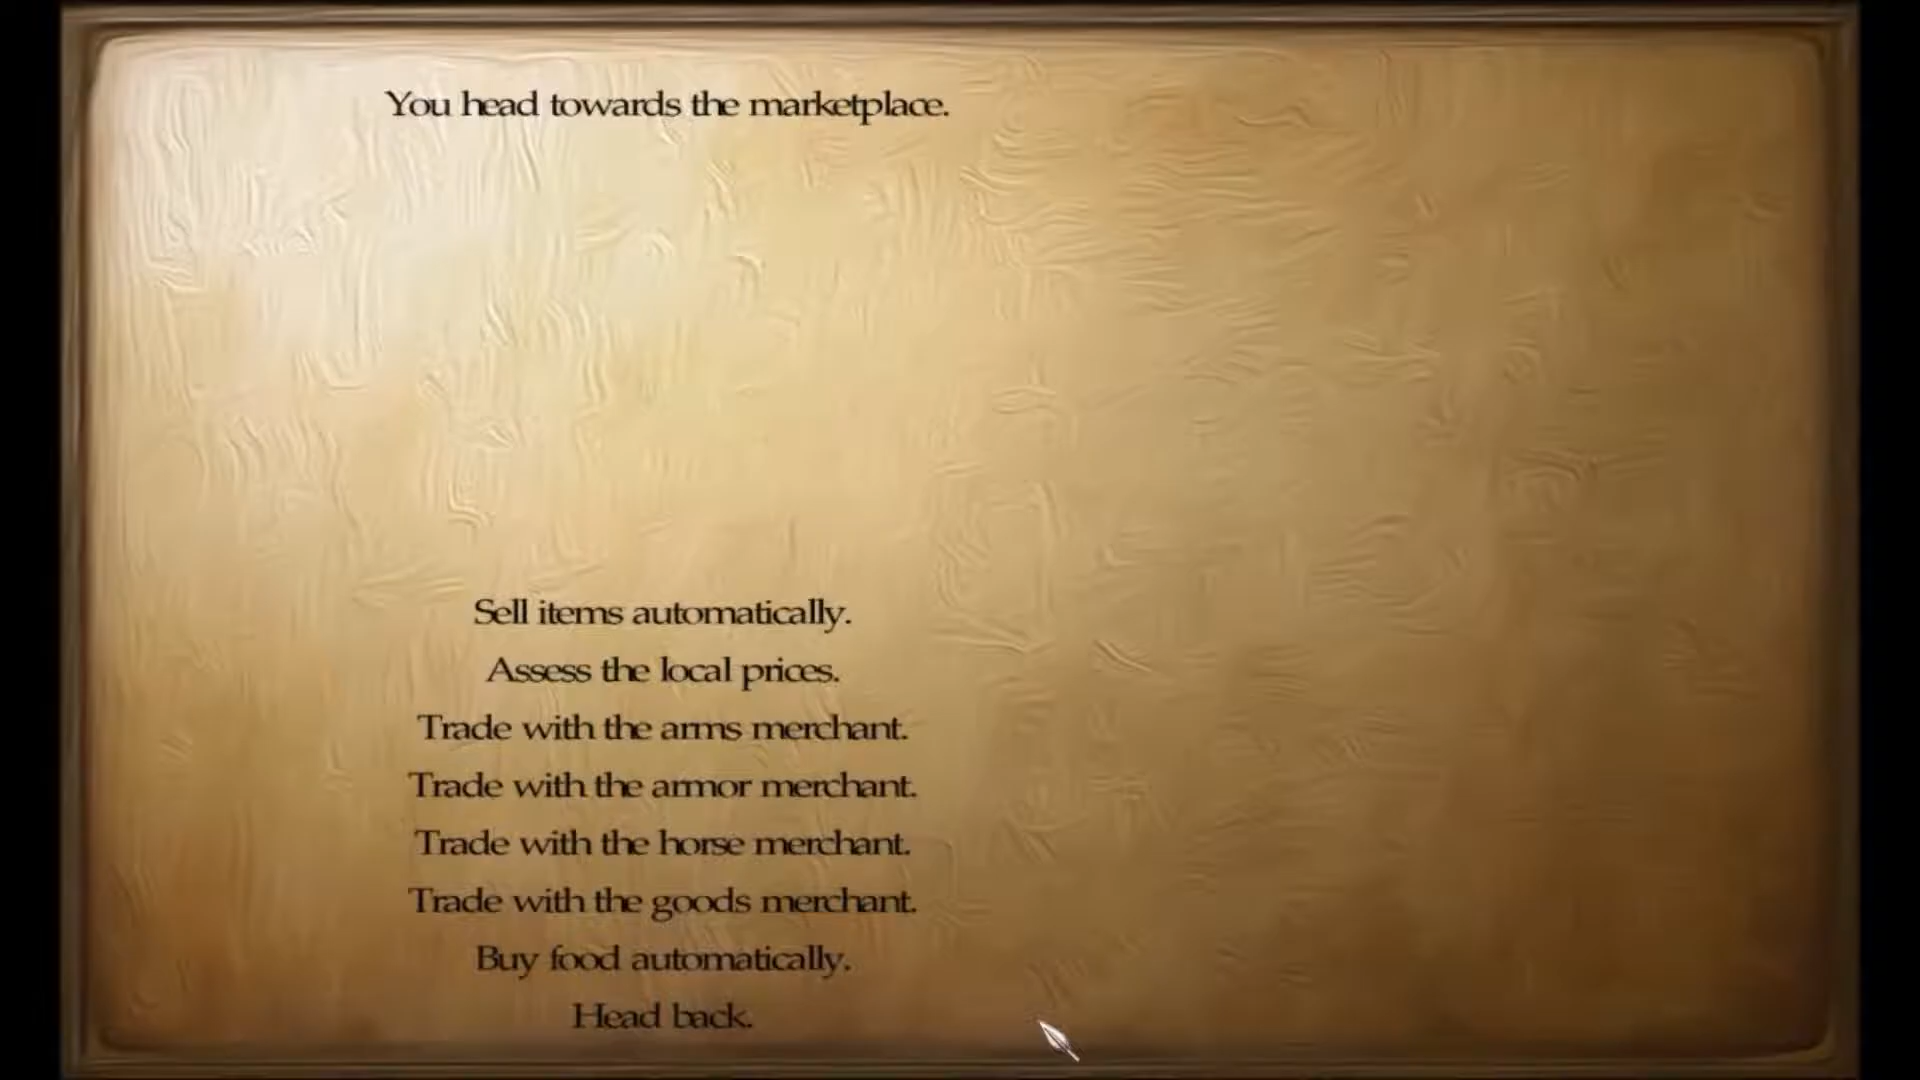 You head towards the marketplace.
Sell items automatically.
Assess the local prices.
Trade with the arms merchant.
Trade with the armor merchant.
Trade with the horse merchant.
Trade with the goods merchant.
Buy food automatically.
Head back.